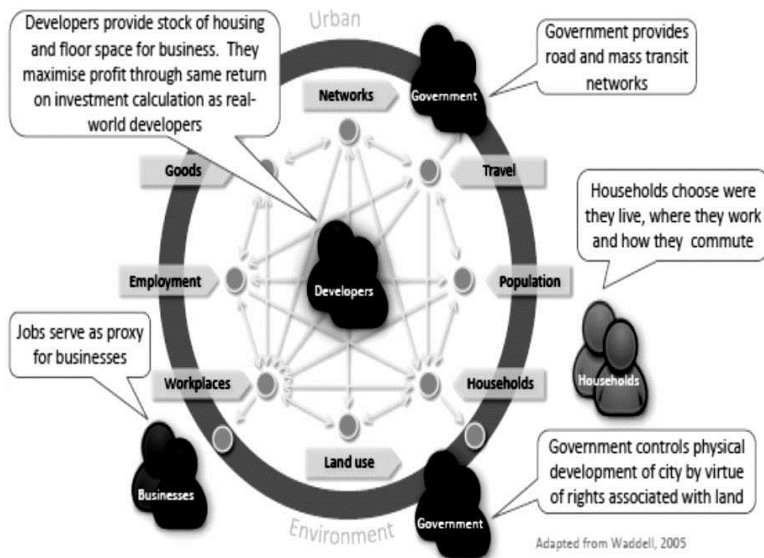 Urban
Developers provide stock of housing
and floor space for business. They
maximise profit through same return
on investment calculation as real-
world developers
Government provides
road and mass transit
networks
Government
Networks
Goods
Travel
Households choose were
they live, where they work
and how they commute
Employment
Developers
Population
Jobs serve as proxy
for businesses
Workplaces
Households
Households
Land use
Government controls physical
development of city by virtue
of rights associated with land
Businesses
Government
Environment
Adapted from Waddell, 2005